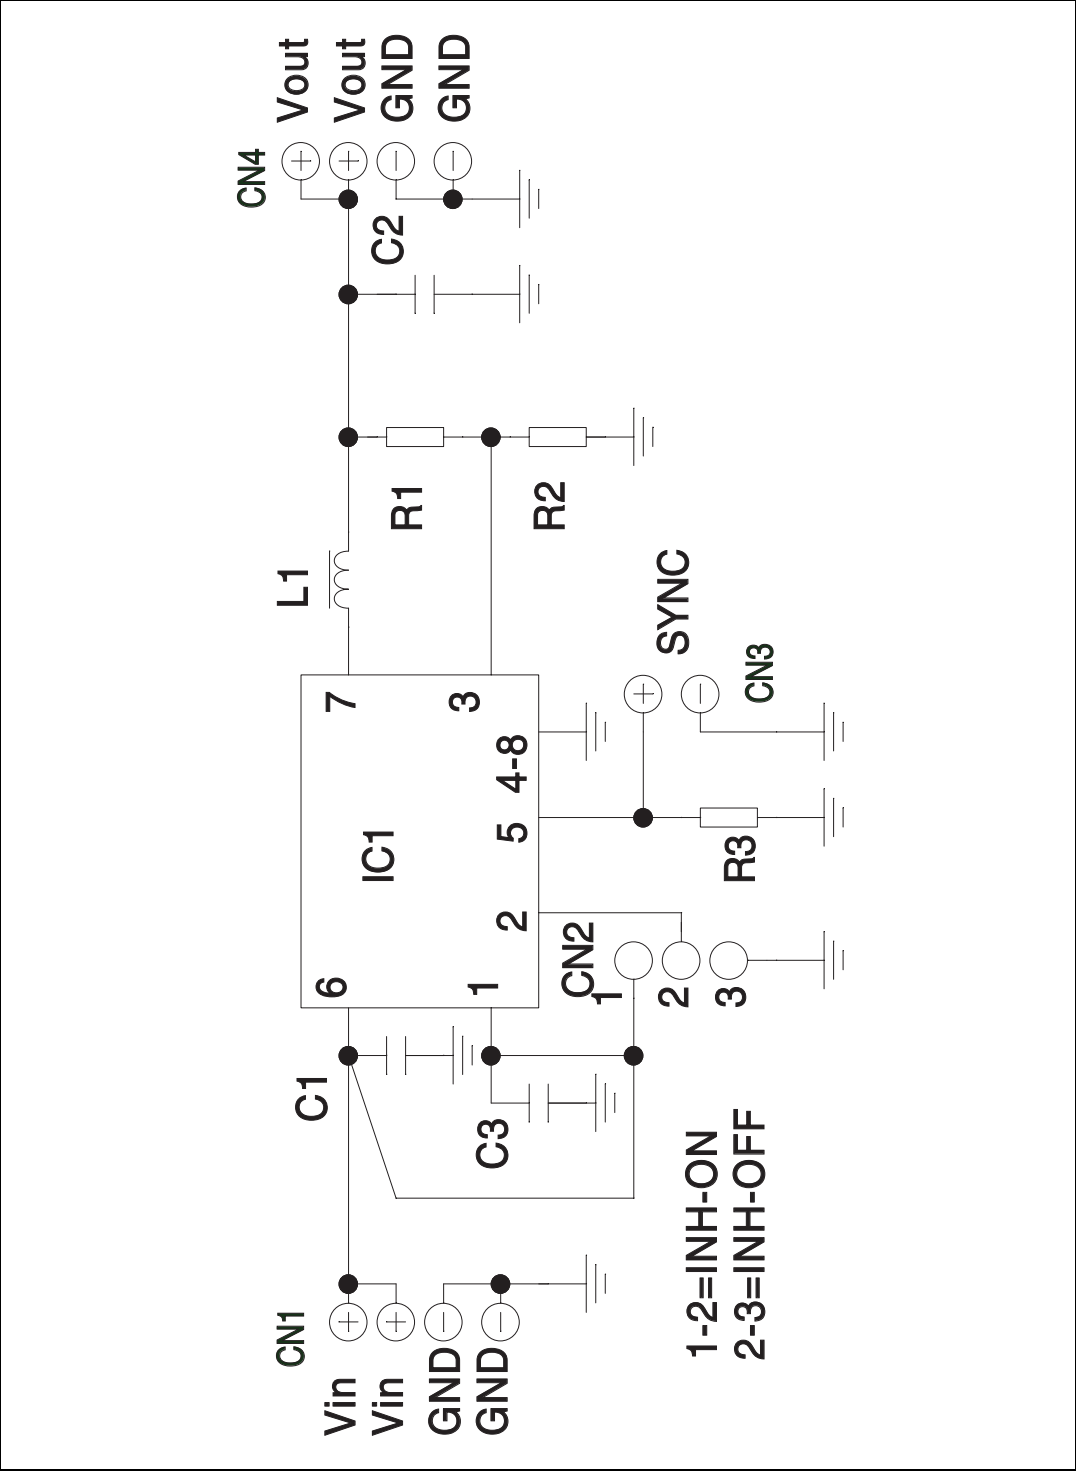 CN1
Vin
Vin
GND
GND
C1
C3
6
1
IC1
7
3
2
5
4-8
L1
R1
R2
C2
CN4
Vout
Vout
GND
GND
CN2
1
2
3
R3
SYNC
CN3
1-2=INH-ON
2-3=INH-OFF